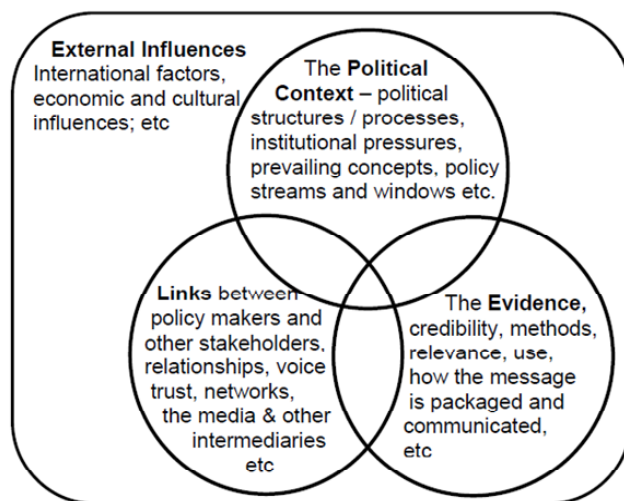 External Influences
International factors,
economic and cultural
influences; etc
The Political
Context – political
structures / processes,
institutional pressures,
prevailing concepts, policy
streams and windows etc.
Links between
policy makers and
other stakeholders,
relationships, voice
trust, networks,
the media & other
intermediaries
etc
The Evidence,
credibility, methods,
relevance, use,
how the message
is packaged and
communicated,
etc